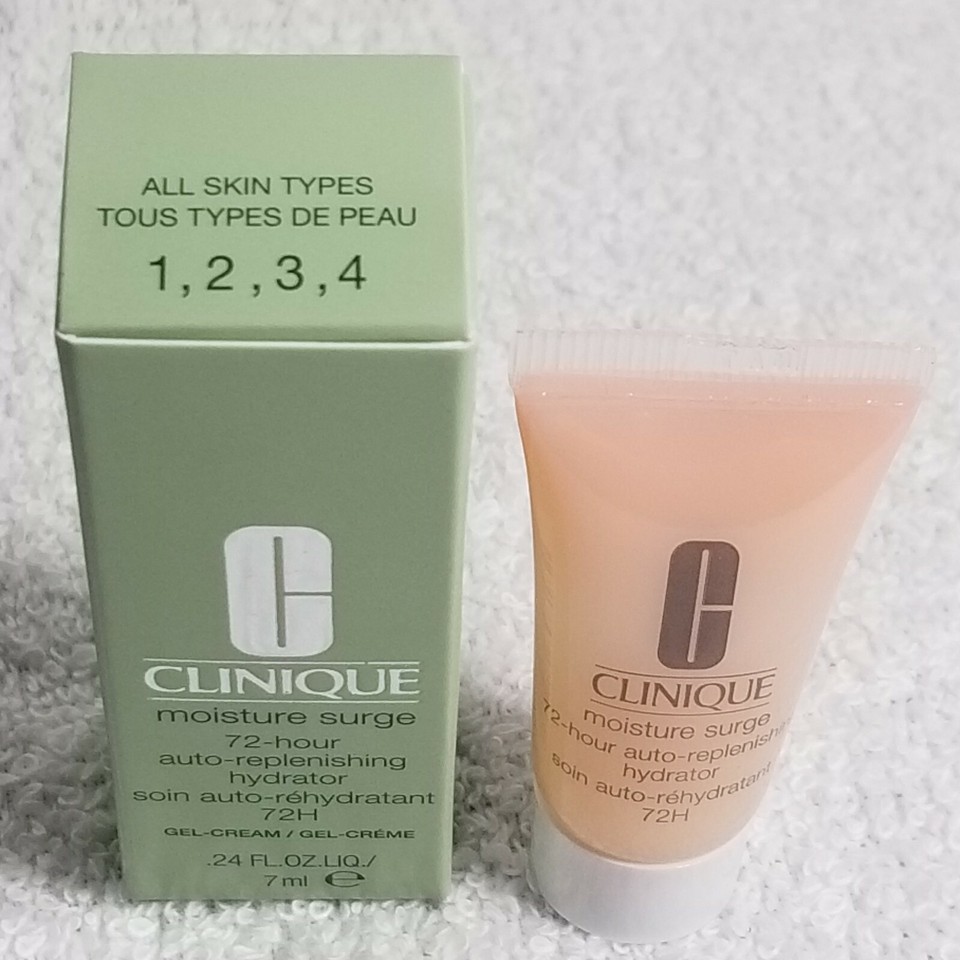 ALL SKIN TYPES
TOUS TYPES DE PEAU
1, 2, 3, 4
C
CLINIQUE
moisture surge
72-hour
auto-replenishing
hydrator
soin auto-réhydratant
72H
GEL-CREAM / GEL-CRÈME
.24 FL.OZ.LIQ./
7 ml ℮
C
CLINIQUE
moisture surge
72-hour auto-replenishin
hydrator
soin auto-réhydratant
72H